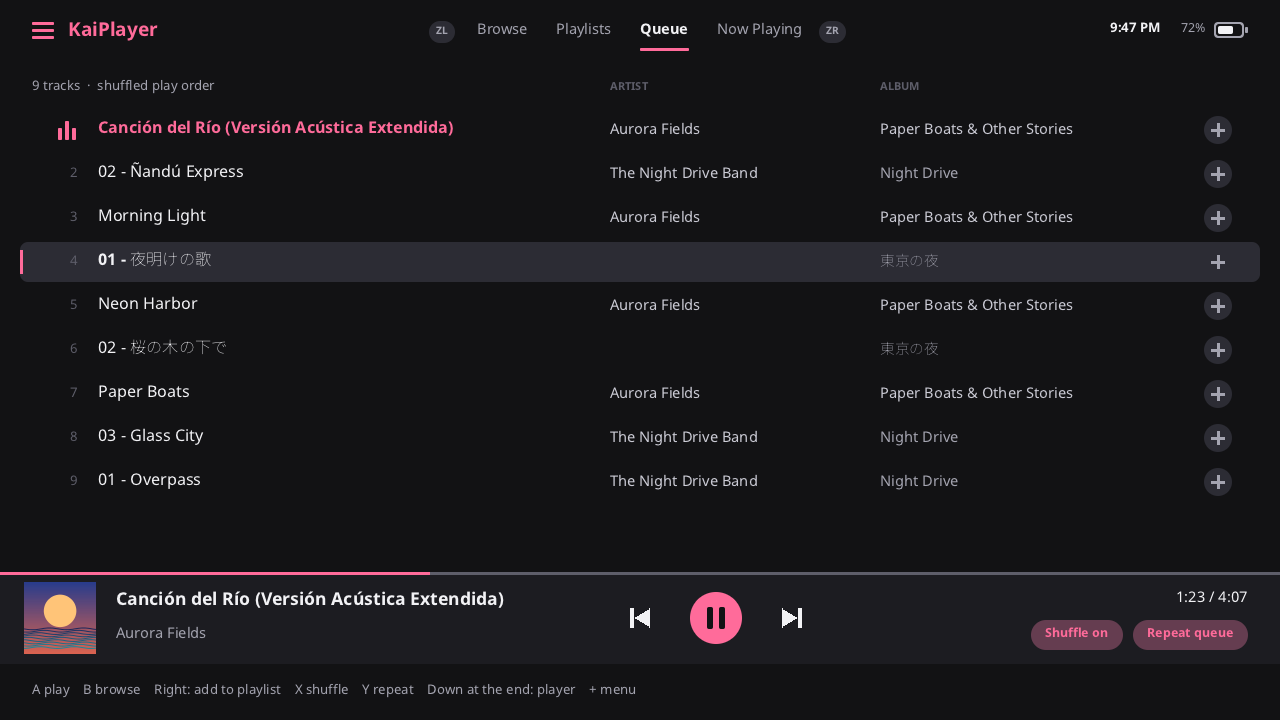 KaiPlayer ZL Browse Playlists Queue Now Playing ZR 9:47 PM 72%
9 tracks · shuffled play order ARTIST ALBUM
Canción del Río (Versión Acústica Extendida) Aurora Fields Paper Boats & Other Stories
2 02 - Ñandú Express The Night Drive Band Night Drive
3 Morning Light Aurora Fields Paper Boats & Other Stories
4 01 - 夜明けの歌 東京の夜
5 Neon Harbor Aurora Fields Paper Boats & Other Stories
6 02 - 桜の木の下で 東京の夜
7 Paper Boats Aurora Fields Paper Boats & Other Stories
8 03 - Glass City The Night Drive Band Night Drive
9 01 - Overpass The Night Drive Band Night Drive
Canción del Río (Versión Acústica Extendida) 1:23 / 4:07
Aurora Fields Shuffle on Repeat queue
A play B browse Right: add to playlist X shuffle Y repeat Down at the end: player + menu